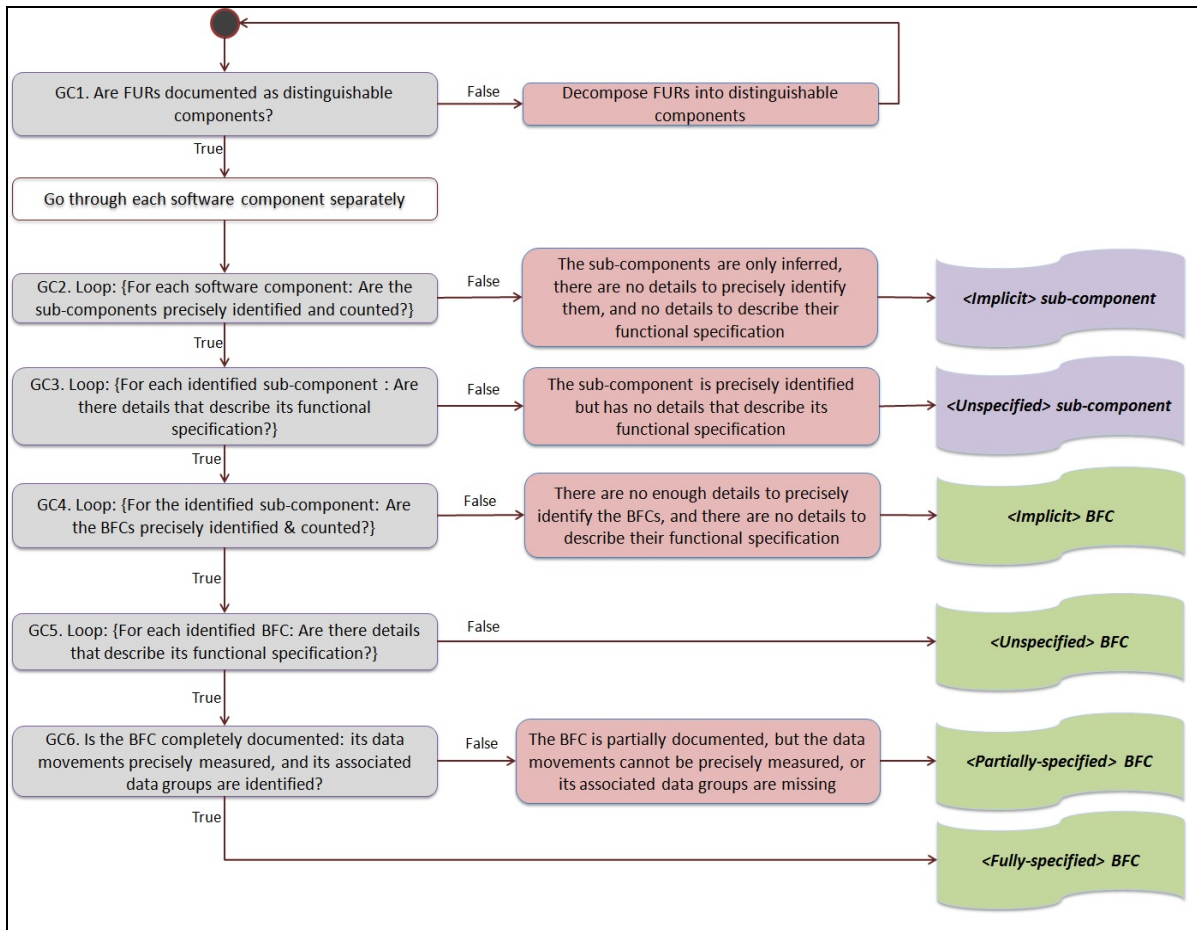 GC1. Are FURs documented as distinguishable
components?
False
Decompose FURs into distinguishable
components
True
Go through each software component separately
GC2. Loop: {For each software component: Are the
sub-components precisely identified and counted?}
False
The sub-components are only inferred,
there are no details to precisely identify
them, and no details to describe their
functional specification
<Implicit> sub-component
True
GC3. Loop: {For each identified sub-component : Are
there details that describe its functional
specification?}
False
The sub-component is precisely identified
but has no details that describe its
functional specification
<Unspecified> sub-component
True
GC4. Loop: {For the identified sub-component: Are
the BFCs precisely identified & counted?}
False
There are no enough details to precisely
identify the BFCs, and there are no details to
describe their functional specification
<Implicit> BFC
True
GC5. Loop: {For each identified BFC: Are there details
that describe its functional specification?}
False
<Unspecified> BFC
True
GC6. Is the BFC completely documented: its data
movements precisely measured, and its associated
data groups are identified?
False
The BFC is partially documented, but the data
movements cannot be precisely measured, or
its associated data groups are missing
<Partially-specified> BFC
True
<Fully-specified> BFC